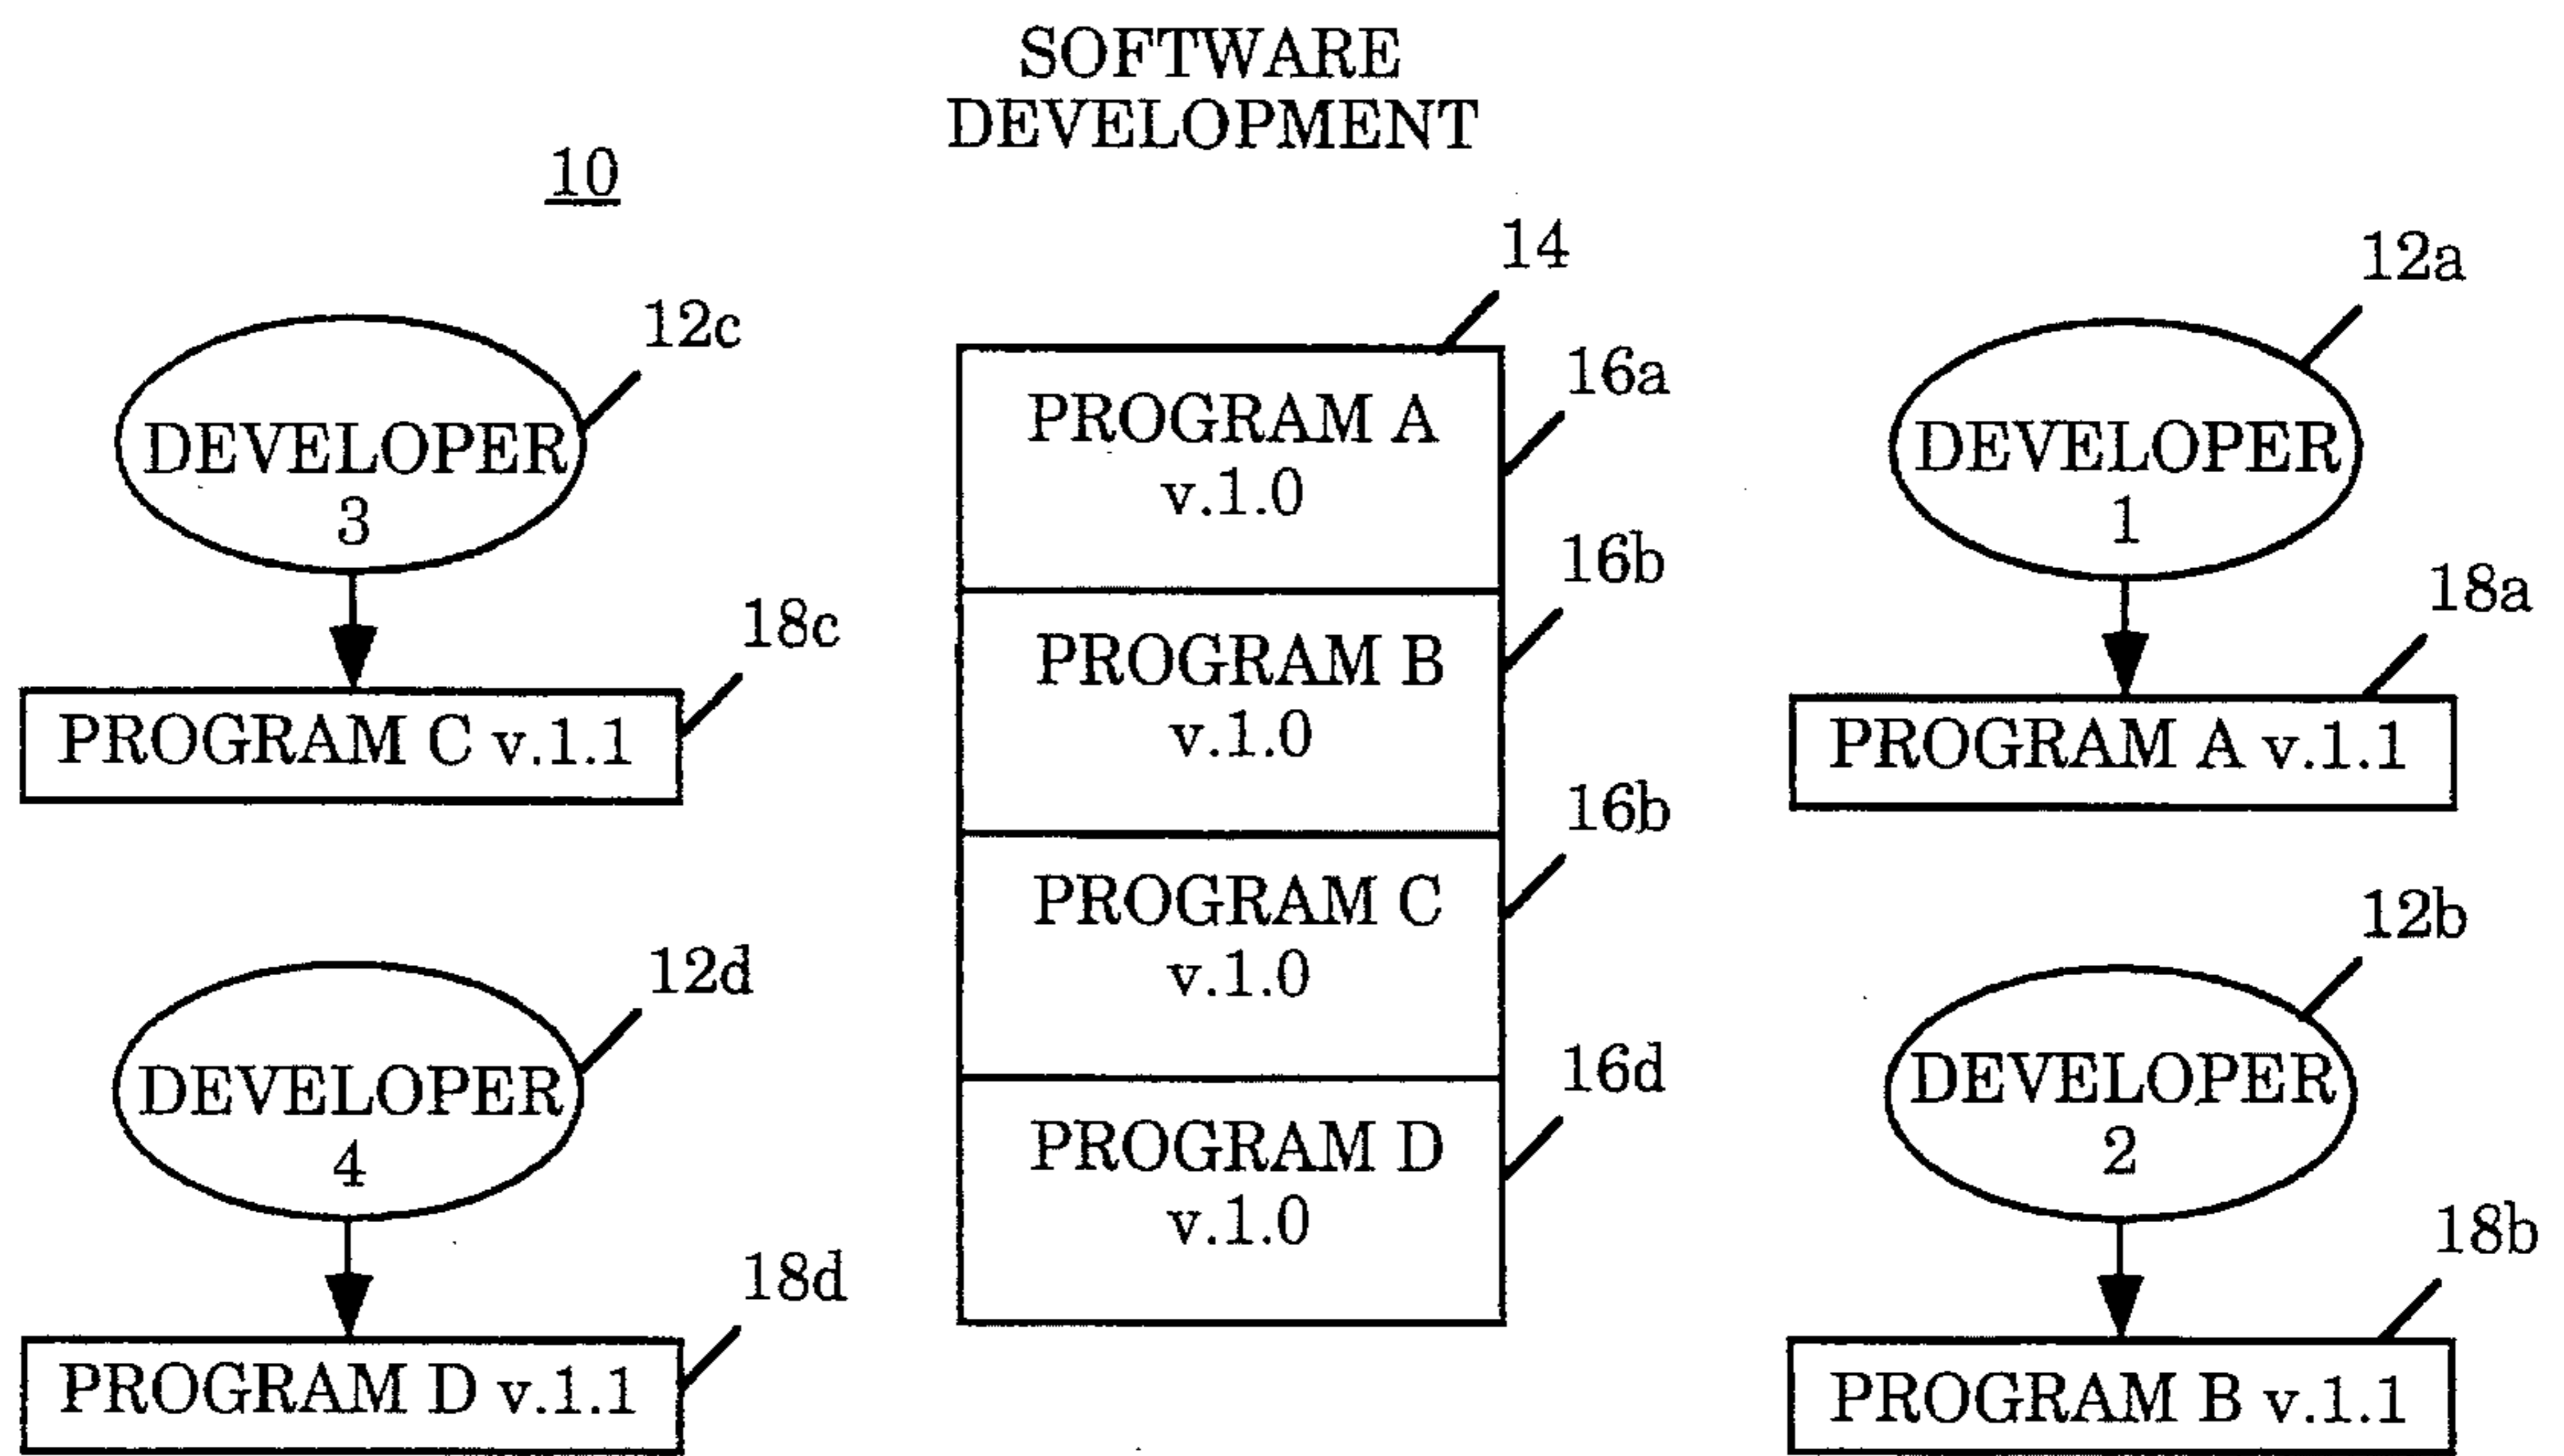 SOFTWARE
DEVELOPMENT
10
14
12a
12c
16a
DEVELOPER
3
PROGRAM A
v.1.0
DEVELOPER
1
16b
18c
18a
PROGRAM C v.1.1
PROGRAM B
v.1.0
PROGRAM A v.1.1
16b
12d
PROGRAM C
v.1.0
12b
DEVELOPER
4
16d
DEVELOPER
2
PROGRAM D
v.1.0
18d
18b
PROGRAM D v.1.1
PROGRAM B v.1.1